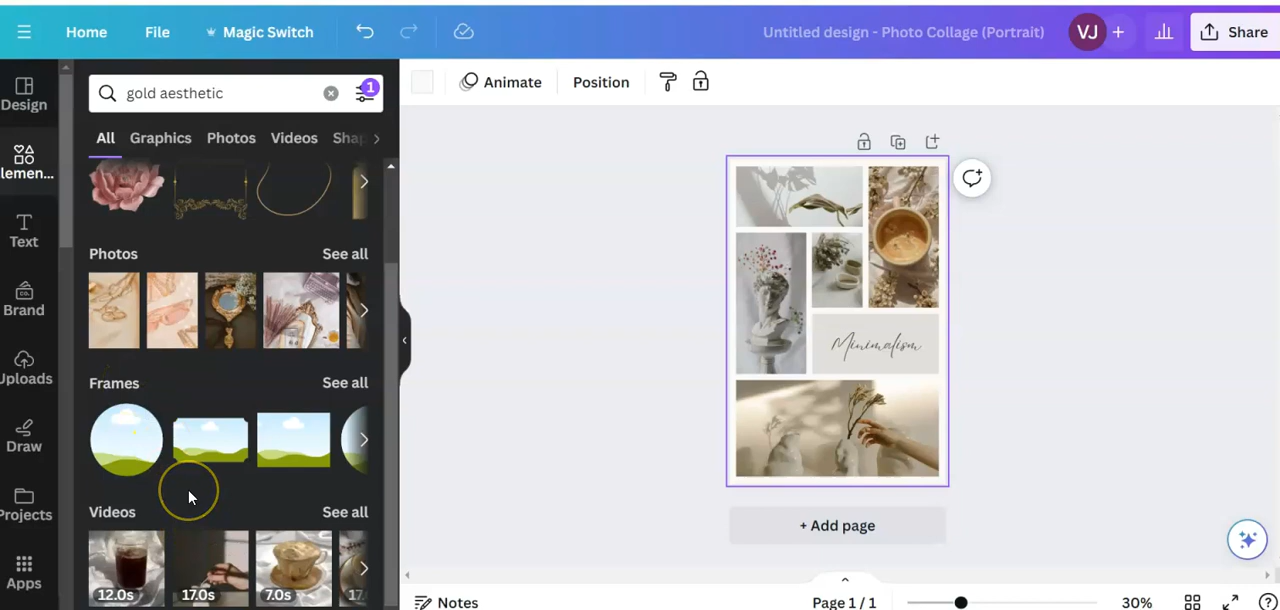 Home File Magic Switch Untitled design - Photo Collage (Portrait) VJ + Share
Design
Elemen...
Text
Brand
Uploads
Draw
Projects
Apps
gold aesthetic 1
All Graphics Photos Videos
Photos See all
Frames See all
Videos See all
12.0s 17.0s 7.0s
Animate Position
Minimalism
+ Add page
Notes Page 1 / 1 30%